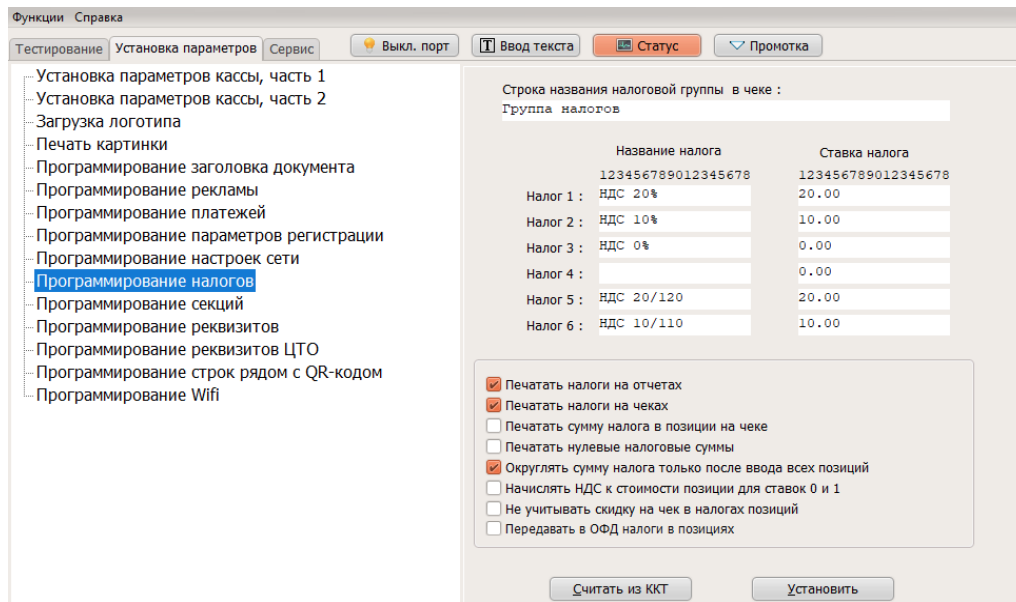 Функции Справка
Тестирование Установка параметров Сервис Выкл. порт Ввод текста Статус Промотка
Установка параметров кассы, часть 1
Установка параметров кассы, часть 2
Загрузка логотипа
Печать картинки
Программирование заголовка документа
Программирование рекламы
Программирование платежей
Программирование параметров регистрации
Программирование настроек сети
Программирование налогов
Программирование секций
Программирование реквизитов
Программирование реквизитов ЦТО
Программирование строк рядом с QR-кодом
Программирование Wifi
Строка названия налоговой группы в чеке :
Группа налогов
Название налога Ставка налога
123456789012345678 123456789012345678
Налог 1 : НДС 20% 20.00
Налог 2 : НДС 10% 10.00
Налог 3 : НДС 0% 0.00
Налог 4 : 0.00
Налог 5 : НДС 20/120 20.00
Налог 6 : НДС 10/110 10.00
Печатать налоги на отчетах
Печатать налоги на чеках
Печатать сумму налога в позиции на чеке
Печатать нулевые налоговые суммы
Округлять сумму налога только после ввода всех позиций
Начислять НДС к стоимости позиции для ставок 0 и 1
Не учитывать скидку на чек в налогах позиций
Передавать в ОФД налоги в позициях
Считать из ККТ Установить